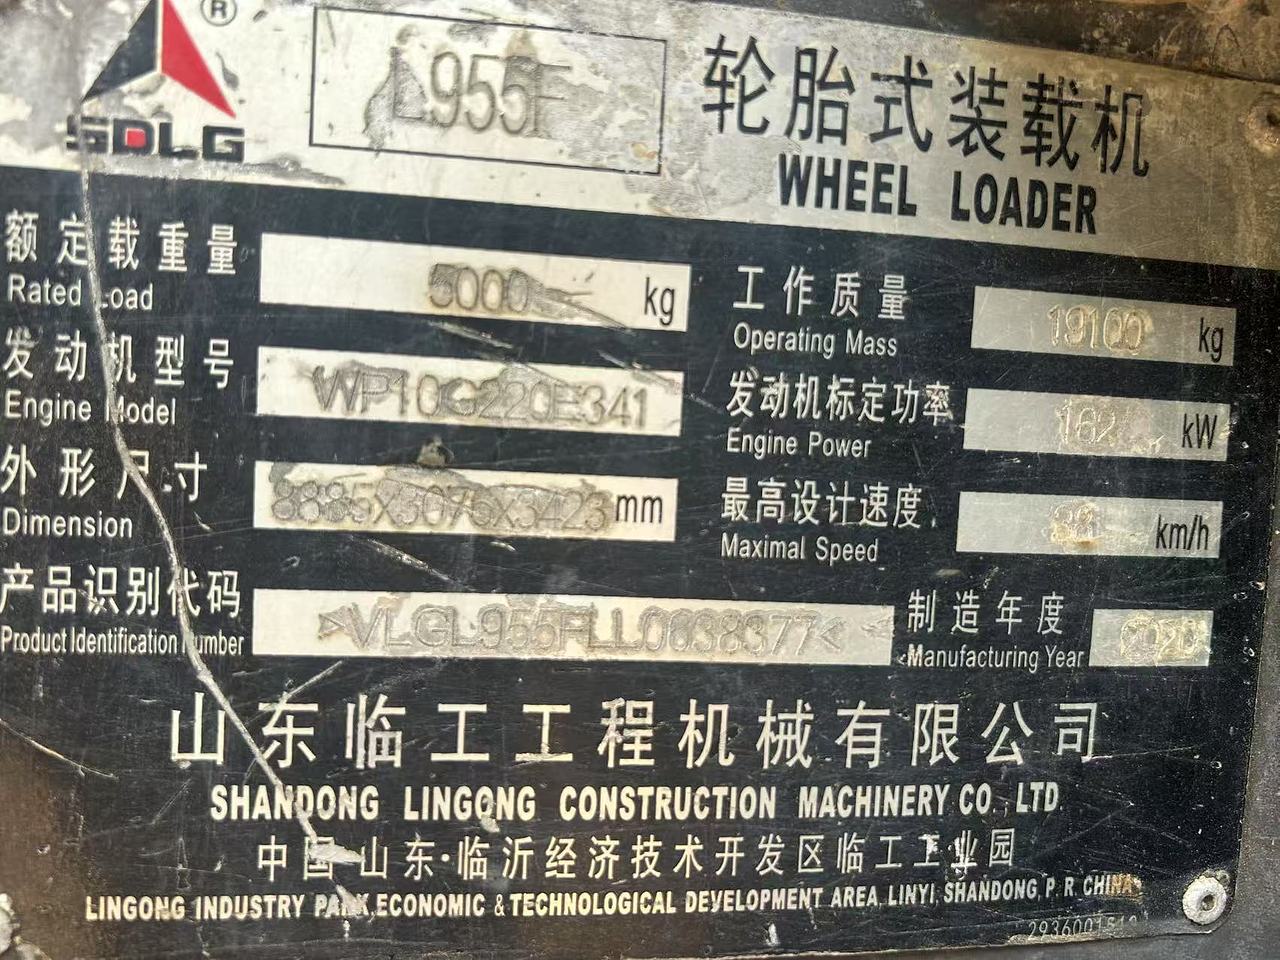 ®
SDLG
L955F
轮胎式装载机
WHEEL LOADER
额定载重量
Rated Load
5000 kg
工作质量
Operating Mass
19100 kg
发动机型号
Engine Model
WP10G220E341
发动机标定功率
Engine Power
162 kW
外形尺寸
Dimension
mm
最高设计速度
Maximal Speed
km/h
产品识别代码
Product Identification Number
制造年度
Manufacturing Year
2020
山东临工工程机械有限公司
SHANDONG LINGONG CONSTRUCTION MACHINERY CO., LTD
中国·山东·临沂经济技术开发区临工工业园
LINGONG INDUSTRY PARK, ECONOMIC & TECHNOLOGICAL DEVELOPMENT AREA, LINYI, SHANDONG, P. R. CHINA